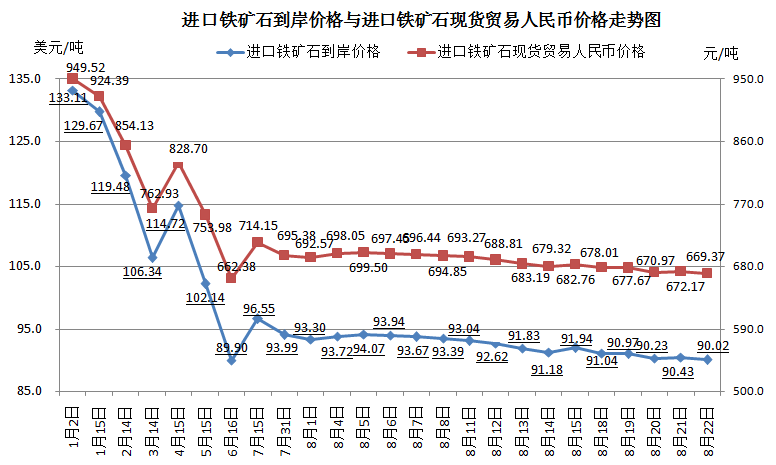 进口铁矿石到岸价格与进口铁矿石现货贸易人民币价格走势图
美元/吨
进口铁矿石到岸价格
进口铁矿石现货贸易人民币价格
元/吨
135.0
125.0
115.0
105.0
95.0
85.0
950.0
860.0
770.0
680.0
590.0
500.0
949.52
924.39
854.13
762.93
828.70
753.98
662.38
714.15
695.38
692.57
698.05
699.50
697.45
696.44
694.85
693.27
688.81
683.19
679.32
682.76
678.01
677.67
670.97
672.17
669.37
133.11
129.67
119.48
106.34
114.72
102.14
89.90
96.55
93.99
93.30
93.72
94.07
93.94
93.67
93.39
93.04
92.62
91.83
91.18
91.94
91.04
90.97
90.23
90.43
90.02
1月2日
1月15日
2月14日
3月14日
4月15日
5月15日
6月16日
7月15日
7月31日
8月1日
8月4日
8月5日
8月6日
8月7日
8月8日
8月11日
8月12日
8月13日
8月14日
8月15日
8月18日
8月19日
8月20日
8月21日
8月22日